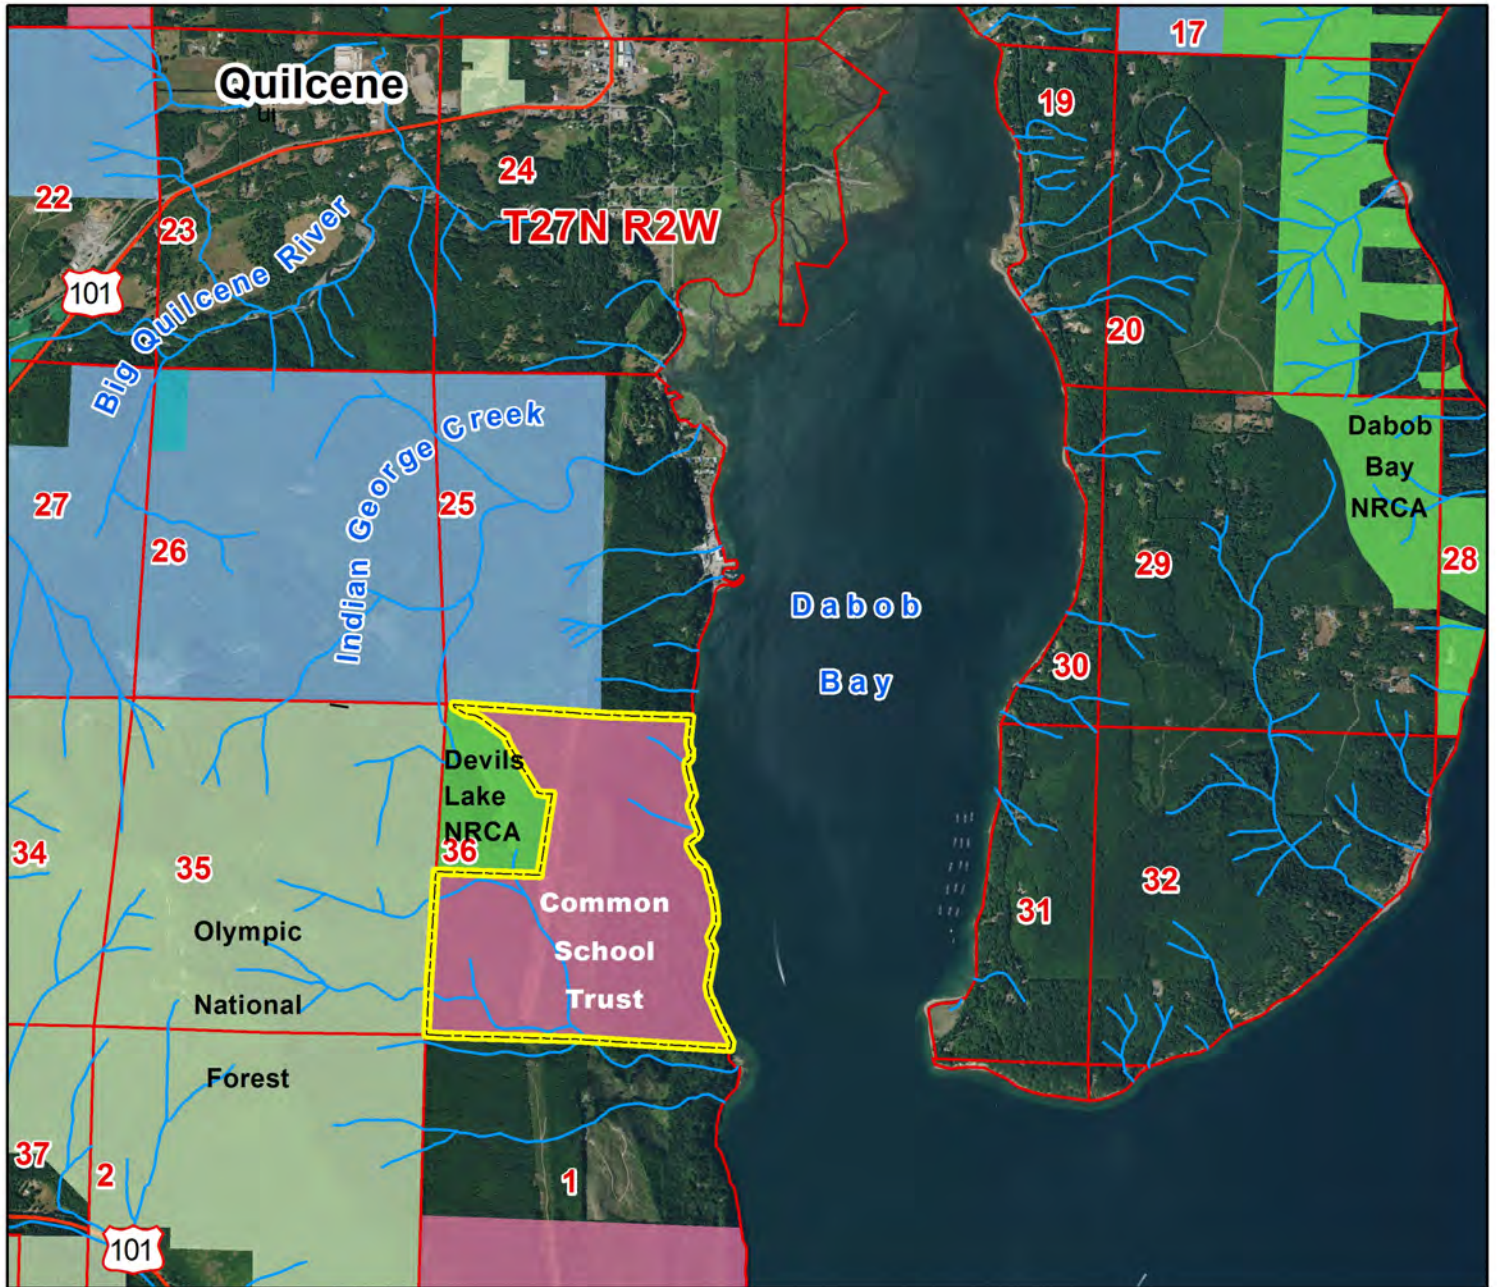 17
Quilcene
19
24
22
T27N R2W
23
101
Big Quilcene River
20
Indian George Creek
Dabob
Bay
NRCA
27
25
26
28
29
Dabob
Bay
30
Devils
Lake
NRCA
36
34
35
32
Common
School
Trust
31
Olympic
National
Forest
37
2
1
101